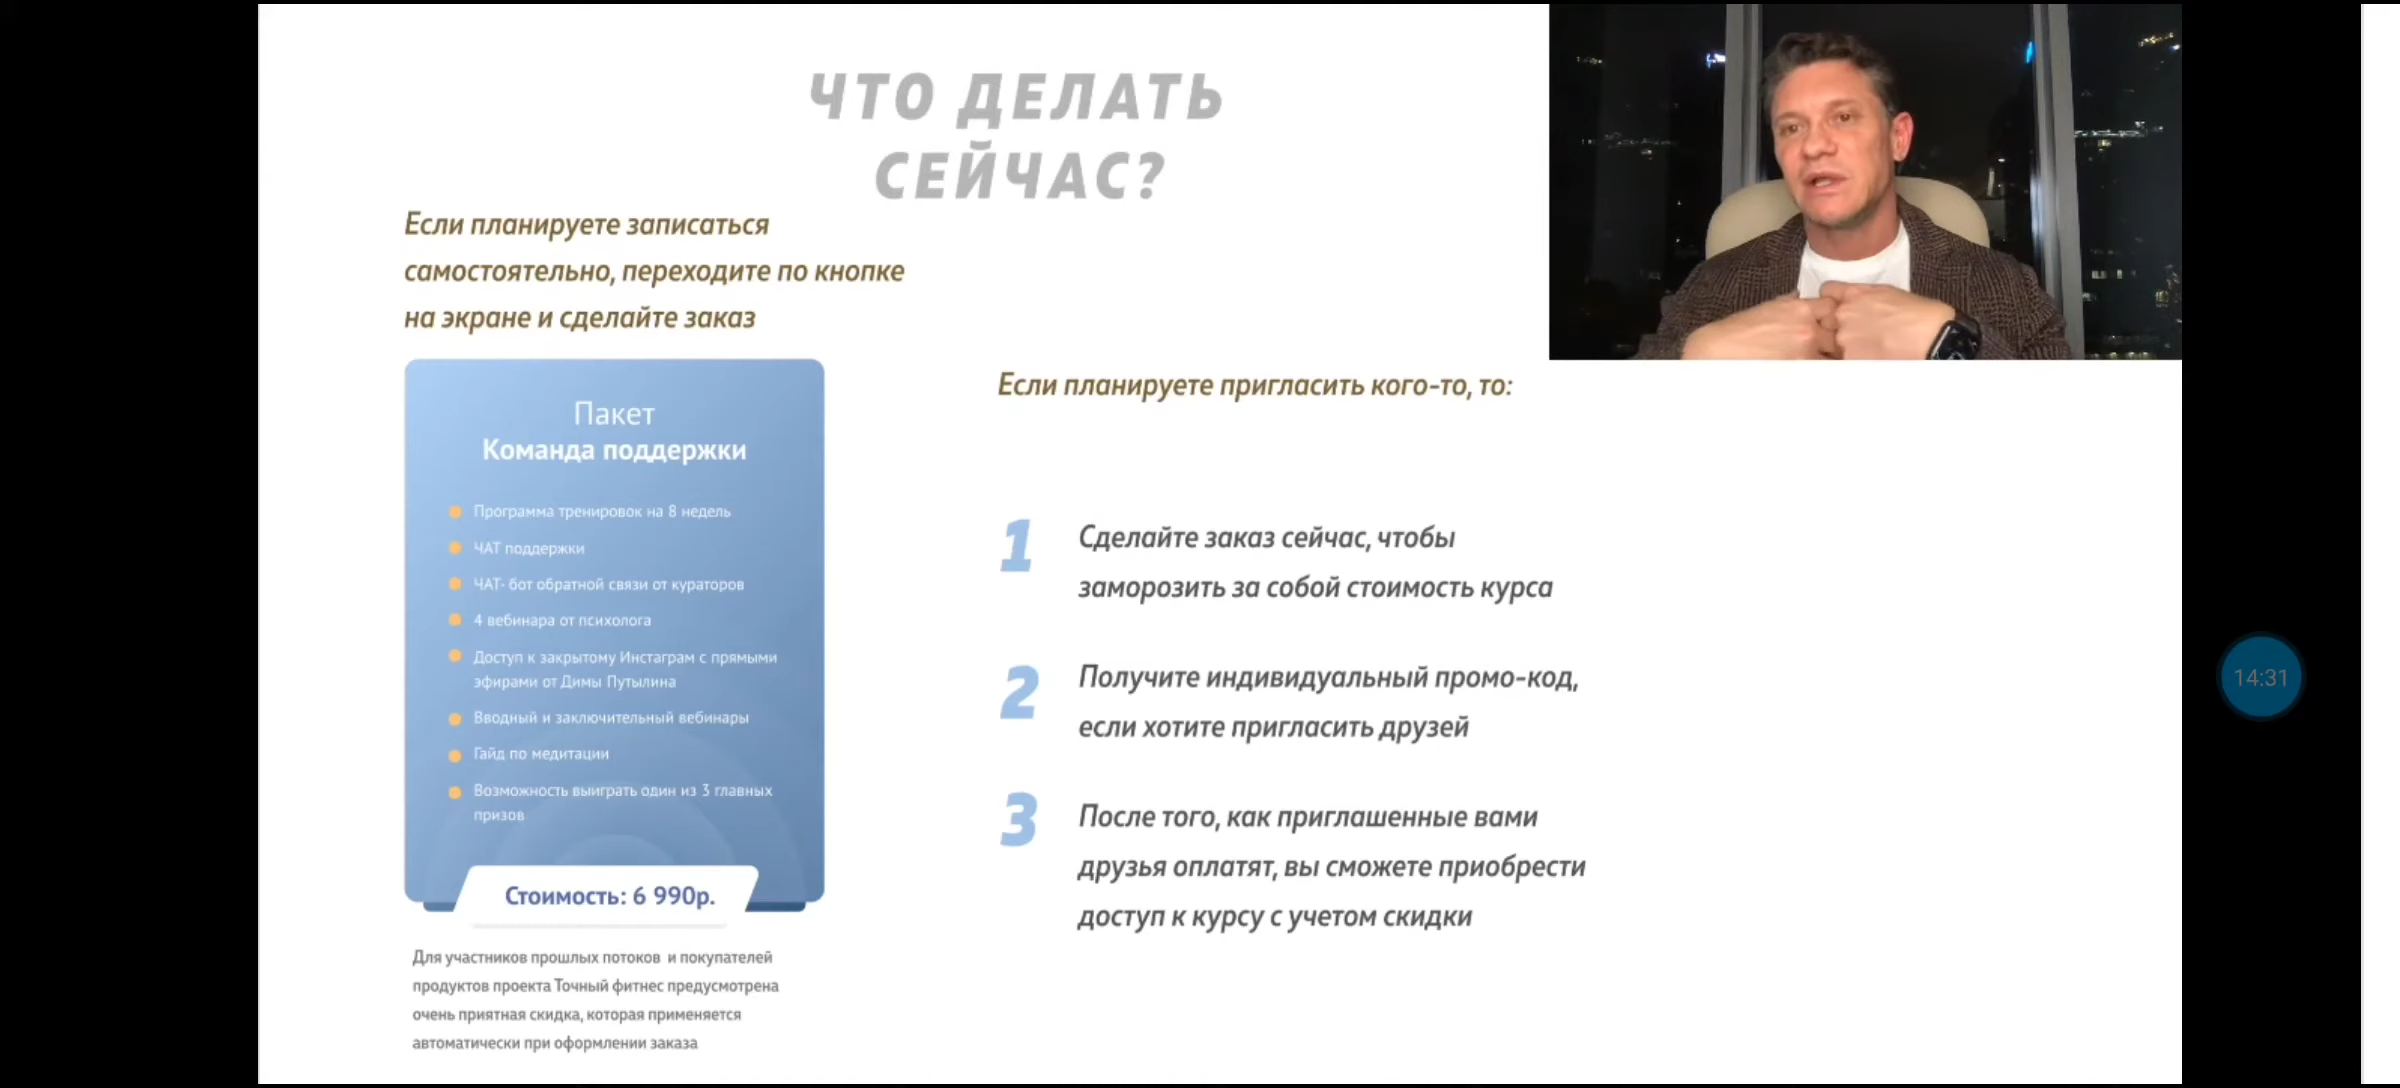 ЧТО ДЕЛАТЬ
СЕЙЧАС?
Если планируете записаться
самостоятельно, переходите по кнопке
на экране и сделайте заказ
Пакет
Команда поддержки
Программа тренировок на 8 недель
ЧАТ поддержки
ЧАТ- бот обратной связи от кураторов
4 вебинара от психолога
Доступ к закрытому Инстаграм с прямыми
эфирами от Димы Путылина
Вводный и заключительный вебинары
Гайд по медитации
Возможность выиграть один из 3 главных
призов
Стоимость: 6 990р.
Для участников прошлых потоков и покупателей
продуктов проекта Точный фитнес предусмотрена
очень приятная скидка, которая применяется
автоматически при оформлении заказа
Если планируете пригласить кого-то, то:
1 Сделайте заказ сейчас, чтобы
заморозить за собой стоимость курса
2 Получите индивидуальный промо-код,
если хотите пригласить друзей
3 После того, как приглашенные вами
друзья оплатят, вы сможете приобрести
доступ к курсу с учетом скидки
14:31